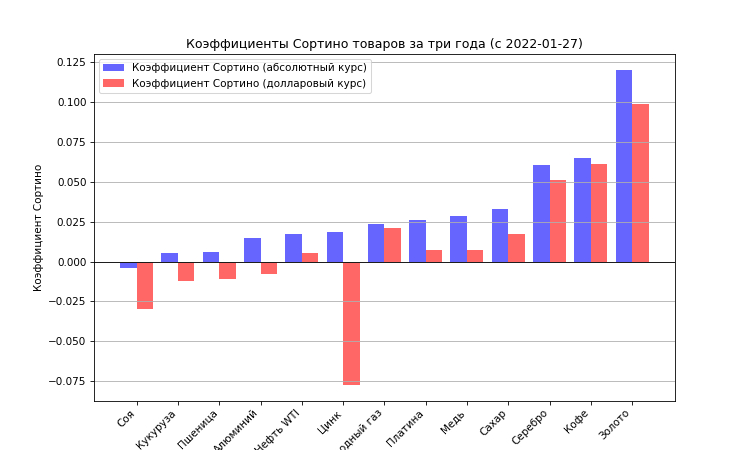 Коэффициенты Сортино товаров за три года (с 2022-01-27)
Коэффициент Сортино (абсолютный курс)
Коэффициент Сортино (долларовый курс)
Коэффициент Сортино
0.125
0.100
0.075
0.050
0.025
0.000
−0.025
−0.050
−0.075
Соя
Кукуруза
Пшеница
Алюминий
Нефть WTI
Цинк
одный газ
Платина
Медь
Сахар
Серебро
Кофе
Золото